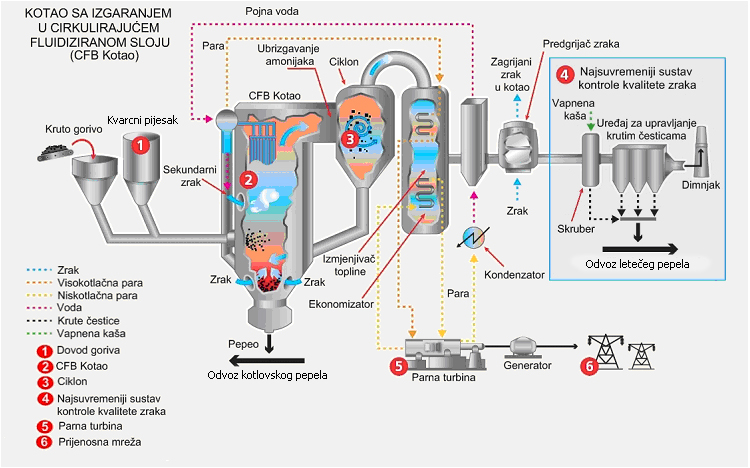 KOTAO SA IZGARANJEM
U CIRKULIRAJUĆEM
FLUIDIZIRANOM SLOJU
(CFB Kotao)
Pojna voda
Para
Ubrizgavanje
amonijaka
Ciklon
CFB Kotao
Zagrijani
zrak
u kotao
Predgrijač zraka
4 Najsuvremeniji sustav
kontrole kvalitete zraka
Vapnena
kaša
Uređaj za upravljanje
krutim česticama
Kruto gorivo
Kvarcni pijesak
1
2
3
Sekundarni
zrak
Zrak
Skruber
Dimnjak
Odvoz letećeg pepela
Izmjenjivač
topline
Ekonomizator
Kondenzator
Para
Zrak
Zrak
Pepeo
Odvoz kotlovskog pepela
5 Parna turbina
Generator
6
Zrak
Visokotlačna para
Niskotlačna para
Voda
Krute čestice
Vapnena kaša
1 Dovod goriva
2 CFB Kotao
3 Ciklon
4 Najsuvremeniji sustav
kontrole kvalitete zraka
5 Parna turbina
6 Prijenosna mreža